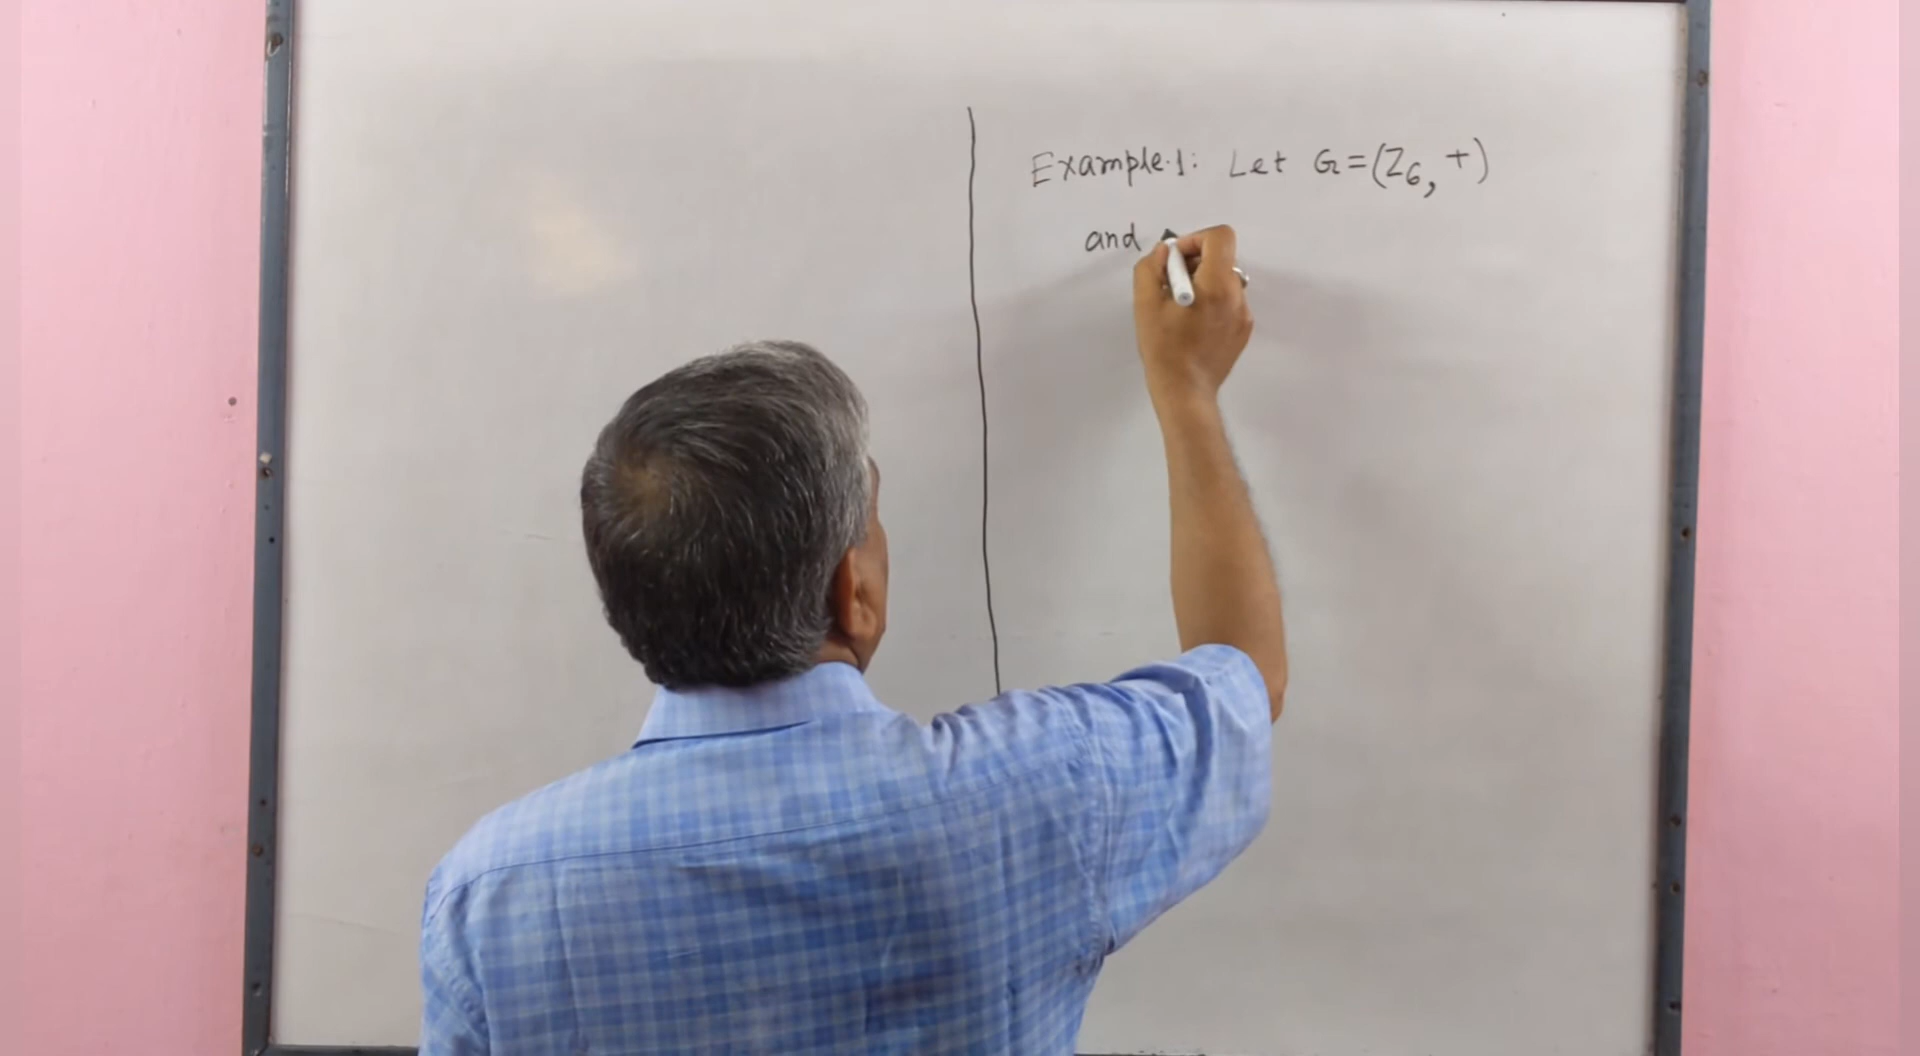 Example.1: Let G=(Z6, +)
and